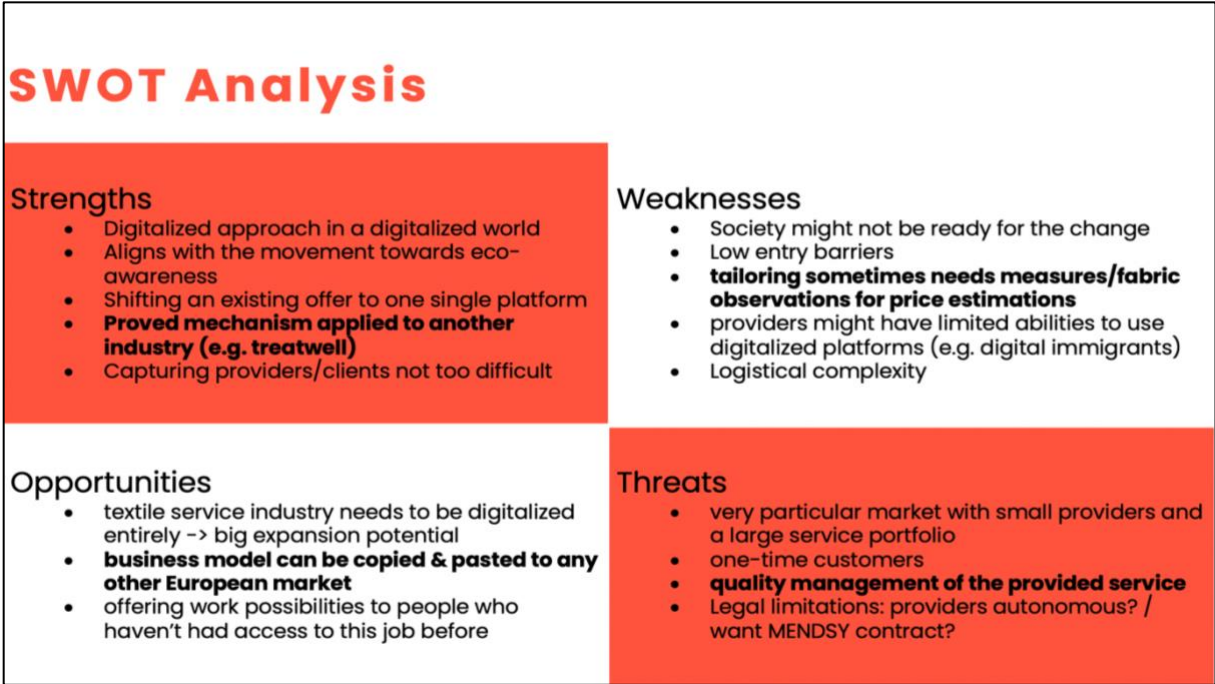 SWOT Analysis
Strengths
• Digitalized approach in a digitalized world
• Aligns with the movement towards eco-
awareness
• Shifting an existing offer to one single platform
• Proved mechanism applied to another
industry (e.g. treatwell)
• Capturing providers/clients not too difficult
Weaknesses
• Society might not be ready for the change
• Low entry barriers
• tailoring sometimes needs measures/fabric
observations for price estimations
• providers might have limited abilities to use
digitalized platforms (e.g. digital immigrants)
• Logistical complexity
Opportunities
• textile service industry needs to be digitalized
entirely -> big expansion potential
• business model can be copied & pasted to any
other European market
• offering work possibilities to people who
haven't had access to this job before
Threats
• very particular market with small providers and
a large service portfolio
• one-time customers
• quality management of the provided service
• Legal limitations: providers autonomous? /
want MENDSY contract?